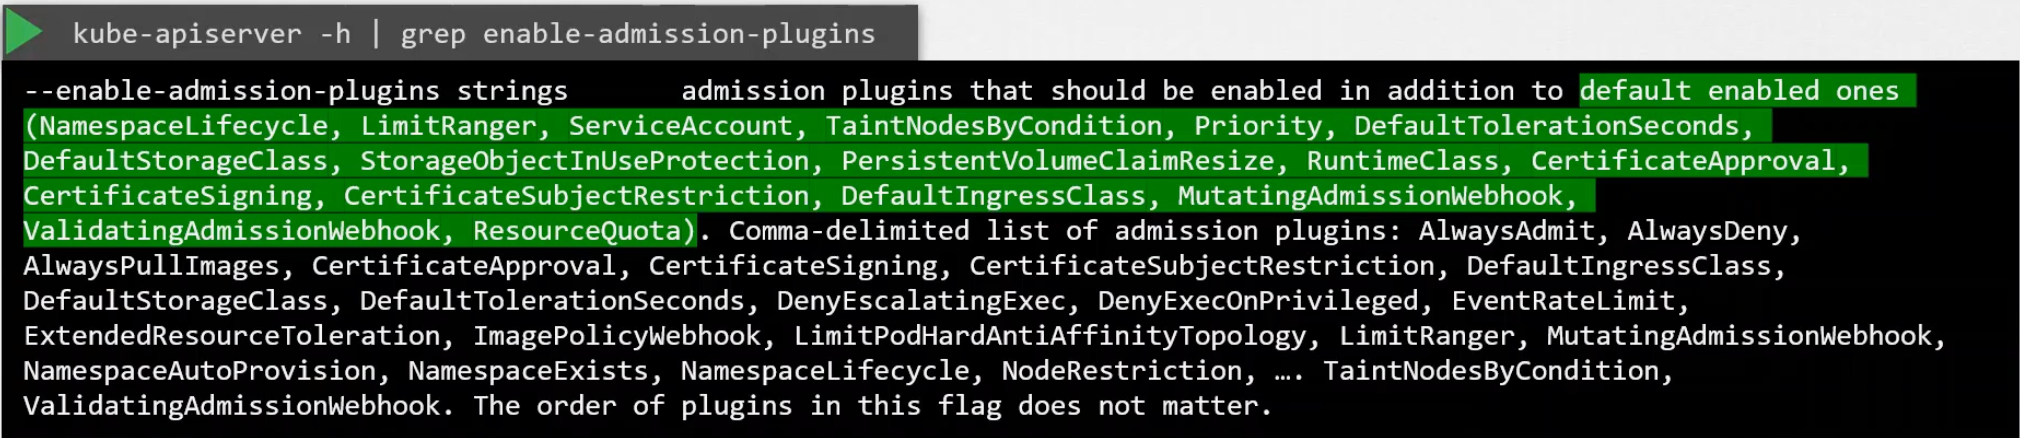 kube-apiserver -h | grep enable-admission-plugins
--enable-admission-plugins strings admission plugins that should be enabled in addition to default enabled ones
(NamespaceLifecycle, LimitRanger, ServiceAccount, TaintNodesByCondition, Priority, DefaultTolerationSeconds,
DefaultStorageClass, StorageObjectInUseProtection, PersistentVolumeClaimResize, RuntimeClass, CertificateApproval,
CertificateSigning, CertificateSubjectRestriction, DefaultIngressClass, MutatingAdmissionWebhook,
ValidatingAdmissionWebhook, ResourceQuota). Comma-delimited list of admission plugins: AlwaysAdmit, AlwaysDeny,
AlwaysPullImages, CertificateApproval, CertificateSigning, CertificateSubjectRestriction, DefaultIngressClass,
DefaultStorageClass, DefaultTolerationSeconds, DenyEscalatingExec, DenyExecOnPrivileged, EventRateLimit,
ExtendedResourceToleration, ImagePolicyWebhook, LimitPodHardAntiAffinityTopology, LimitRanger, MutatingAdmissionWebhook,
NamespaceAutoProvision, NamespaceExists, NamespaceLifecycle, NodeRestriction, …. TaintNodesByCondition,
ValidatingAdmissionWebhook. The order of plugins in this flag does not matter.